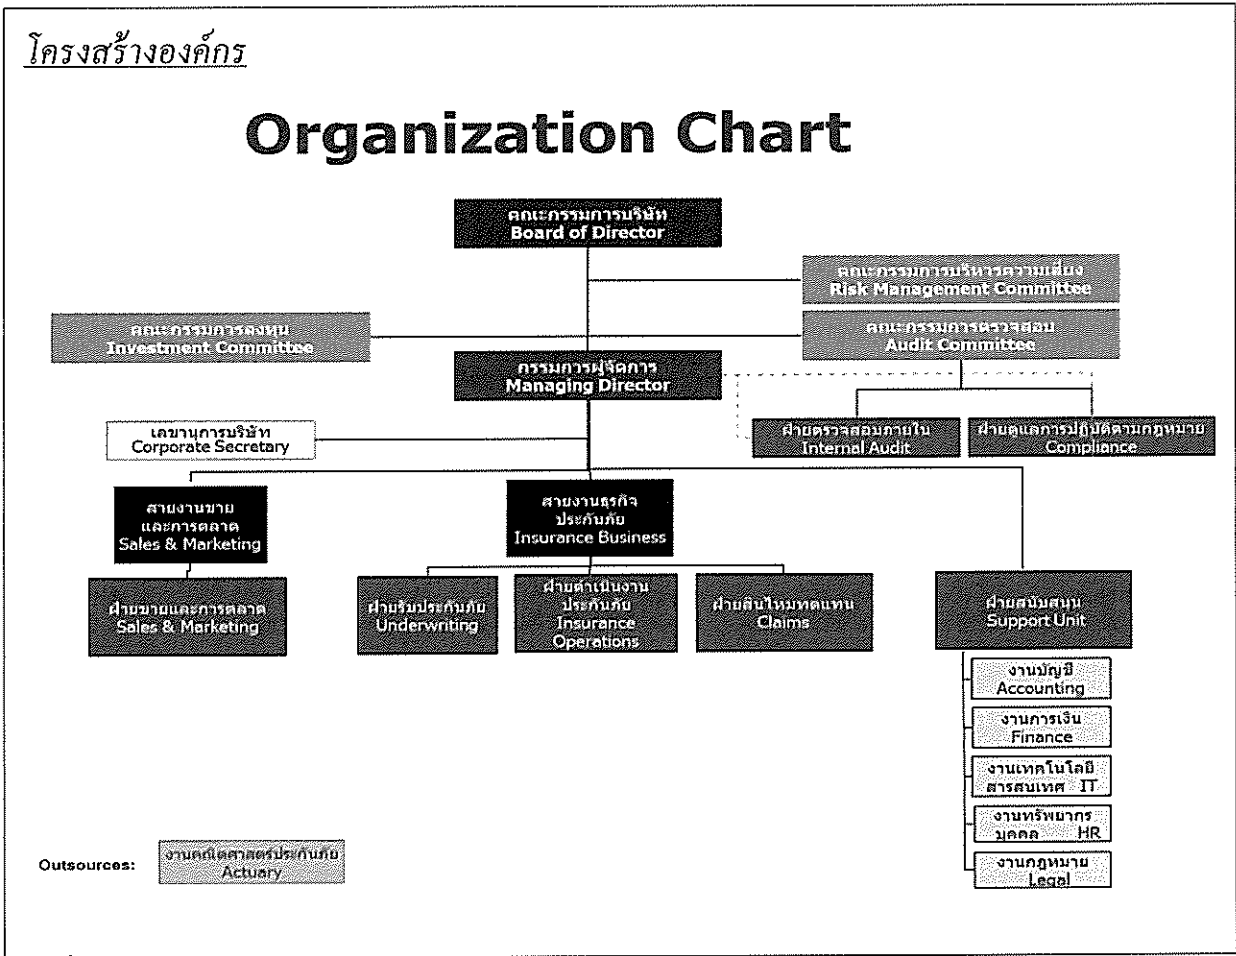 โครงสร้างองค์กร
Organization Chart
คณะกรรมการบริษัท
Board of Director
คณะกรรมการบริหารความเสี่ยง
Risk Management Committee
คณะกรรมการลงทุน
Investment Committee
คณะกรรมการตรวจสอบ
Audit Committee
กรรมการผู้จัดการ
Managing Director
เลขานุการบริษัท
Corporate Secretary
ฝ่ายตรวจสอบภายใน
Internal Audit
ฝ่ายดูแลการปฏิบัติตามกฎหมาย
Compliance
สายงานขาย
และการตลาด
Sales & Marketing
สายงานธุรกิจ
ประกันภัย
Insurance Business
ฝ่ายขายและการตลาด
Sales & Marketing
ฝ่ายรับประกันภัย
Underwriting
ฝ่ายดำเนินงาน
ประกันภัย
Insurance
Operations
ฝ่ายสินไหมทดแทน
Claims
ฝ่ายสนับสนุน
Support Unit
งานบัญชี
Accounting
งานการเงิน
Finance
งานเทคโนโลยี
สารสนเทศ IT
งานทรัพยากร
บุคคล HR
งานกฎหมาย
Legal
Outsources:
งานคณิตศาสตร์ประกันภัย
Actuary